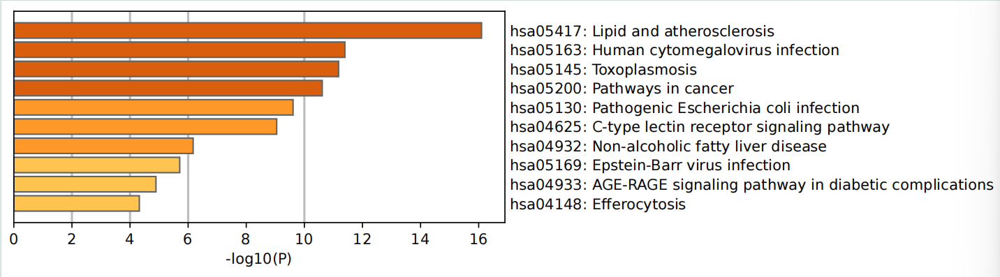 hsa05417: Lipid and atherosclerosis
hsa05163: Human cytomegalovirus infection
hsa05145: Toxoplasmosis
hsa05200: Pathways in cancer
hsa05130: Pathogenic Escherichia coli infection
hsa04625: C-type lectin receptor signaling pathway
hsa04932: Non-alcoholic fatty liver disease
hsa05169: Epstein-Barr virus infection
hsa04933: AGE-RAGE signaling pathway in diabetic complications
hsa04148: Efferocytosis
0 2 4 6 8 10 12 14 16
-log10(P)